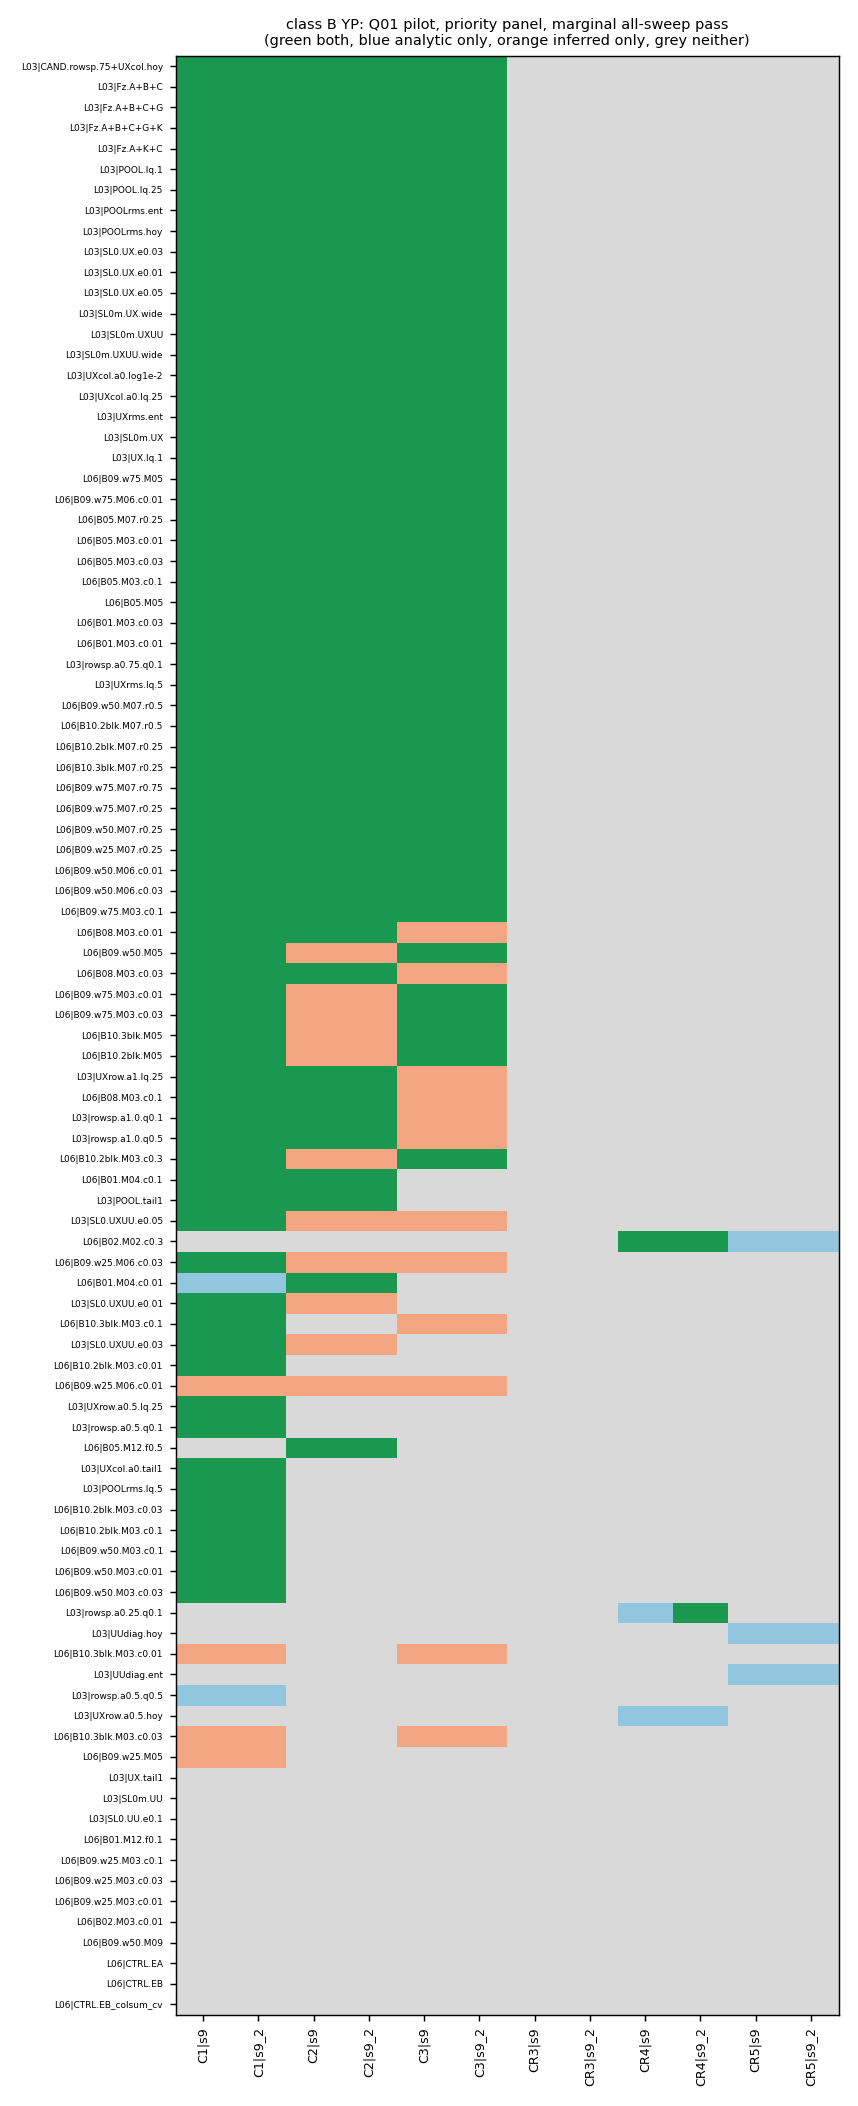 class B YP: Q01 pilot, priority panel, marginal all-sweep pass
(green both, blue analytic only, orange inferred only, grey neither)
L03|CAND.rowsp.75+UXcol.hoy
L03|Fz.A+B+C
L03|Fz.A+B+C+G
L03|Fz.A+B+C+G+K
L03|Fz.A+K+C
L03|POOL.lq.1
L03|POOL.lq.25
L03|POOLrms.ent
L03|POOLrms.hoy
L03|SL0.UX.e0.03
L03|SL0.UX.e0.01
L03|SL0.UX.e0.05
L03|SL0m.UX.wide
L03|SL0m.UXUU
L03|SL0m.UXUU.wide
L03|UXcol.a0.log1e-2
L03|UXcol.a0.lq.25
L03|UXrms.ent
L03|SL0m.UX
L03|UX.lq.1
L06|B09.w75.M05
L06|B09.w75.M06.c0.01
L06|B05.M07.r0.25
L06|B05.M03.c0.01
L06|B05.M03.c0.03
L06|B05.M03.c0.1
L06|B05.M05
L06|B01.M03.c0.03
L06|B01.M03.c0.01
L03|rowsp.a0.75.q0.1
L03|UXrms.lq.5
L06|B09.w50.M07.r0.5
L06|B10.2blk.M07.r0.5
L06|B10.2blk.M07.r0.25
L06|B10.3blk.M07.r0.25
L06|B09.w75.M07.r0.75
L06|B09.w75.M07.r0.25
L06|B09.w50.M07.r0.25
L06|B09.w25.M07.r0.25
L06|B09.w50.M06.c0.01
L06|B09.w50.M06.c0.03
L06|B09.w75.M03.c0.1
L06|B08.M03.c0.01
L06|B09.w50.M05
L06|B08.M03.c0.03
L06|B09.w75.M03.c0.01
L06|B09.w75.M03.c0.03
L06|B10.3blk.M05
L06|B10.2blk.M05
L03|UXrow.a1.lq.25
L06|B08.M03.c0.1
L03|rowsp.a1.0.q0.1
L03|rowsp.a1.0.q0.5
L06|B10.2blk.M03.c0.3
L06|B01.M04.c0.1
L03|POOL.tail1
L03|SL0.UXUU.e0.05
L06|B02.M02.c0.3
L06|B09.w25.M06.c0.03
L06|B01.M04.c0.01
L03|SL0.UXUU.e0.01
L06|B10.3blk.M03.c0.1
L03|SL0.UXUU.e0.03
L06|B10.2blk.M03.c0.01
L06|B09.w25.M06.c0.01
L03|UXrow.a0.5.lq.25
L03|rowsp.a0.5.q0.1
L06|B05.M12.f0.5
L03|UXcol.a0.tail1
L03|POOLrms.lq.5
L06|B10.2blk.M03.c0.03
L06|B10.2blk.M03.c0.1
L06|B09.w50.M03.c0.1
L06|B09.w50.M03.c0.01
L06|B09.w50.M03.c0.03
L03|rowsp.a0.25.q0.1
L03|UUdiag.hoy
L06|B10.3blk.M03.c0.01
L03|UUdiag.ent
L03|rowsp.a0.5.q0.5
L03|UXrow.a0.5.hoy
L06|B10.3blk.M03.c0.03
L06|B09.w25.M05
L03|UX.tail1
L03|SL0m.UU
L03|SL0.UU.e0.1
L06|B01.M12.f0.1
L06|B09.w25.M03.c0.1
L06|B09.w25.M03.c0.03
L06|B09.w25.M03.c0.01
L06|B02.M03.c0.01
L06|B09.w50.M09
L06|CTRL.EA
L06|CTRL.EB
L06|CTRL.EB_colsum_cv
C1|s9
C1|s9_2
C2|s9
C2|s9_2
C3|s9
C3|s9_2
CR3|s9
CR3|s9_2
CR4|s9
CR4|s9_2
CR5|s9
CR5|s9_2